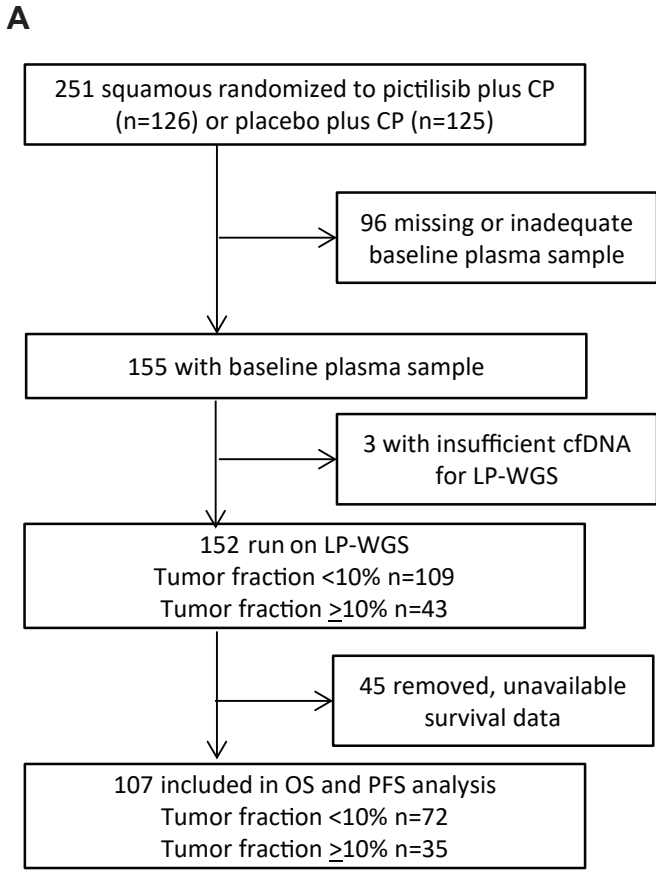 A
251 squamous randomized to pictilisib plus CP
(n=126) or placebo plus CP (n=125)
96 missing or inadequate
baseline plasma sample
155 with baseline plasma sample
3 with insufficient cfDNA
for LP-WGS
152 run on LP-WGS
Tumor fraction <10% n=109
Tumor fraction ≥10% n=43
45 removed, unavailable
survival data
107 included in OS and PFS analysis
Tumor fraction <10% n=72
Tumor fraction ≥10% n=35